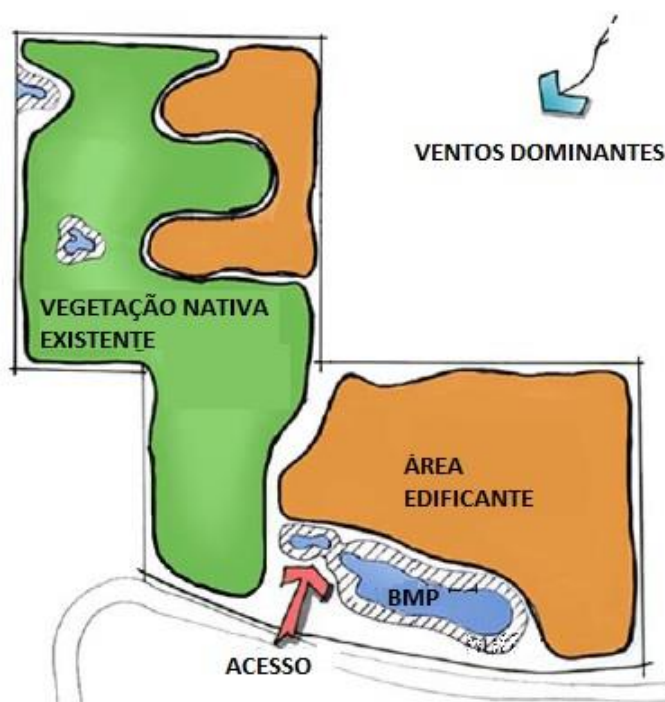 VENTOS DOMINANTES
VEGETAÇÃO NATIVA
EXISTENTE
ÁREA
EDIFICANTE
BMP
ACESSO